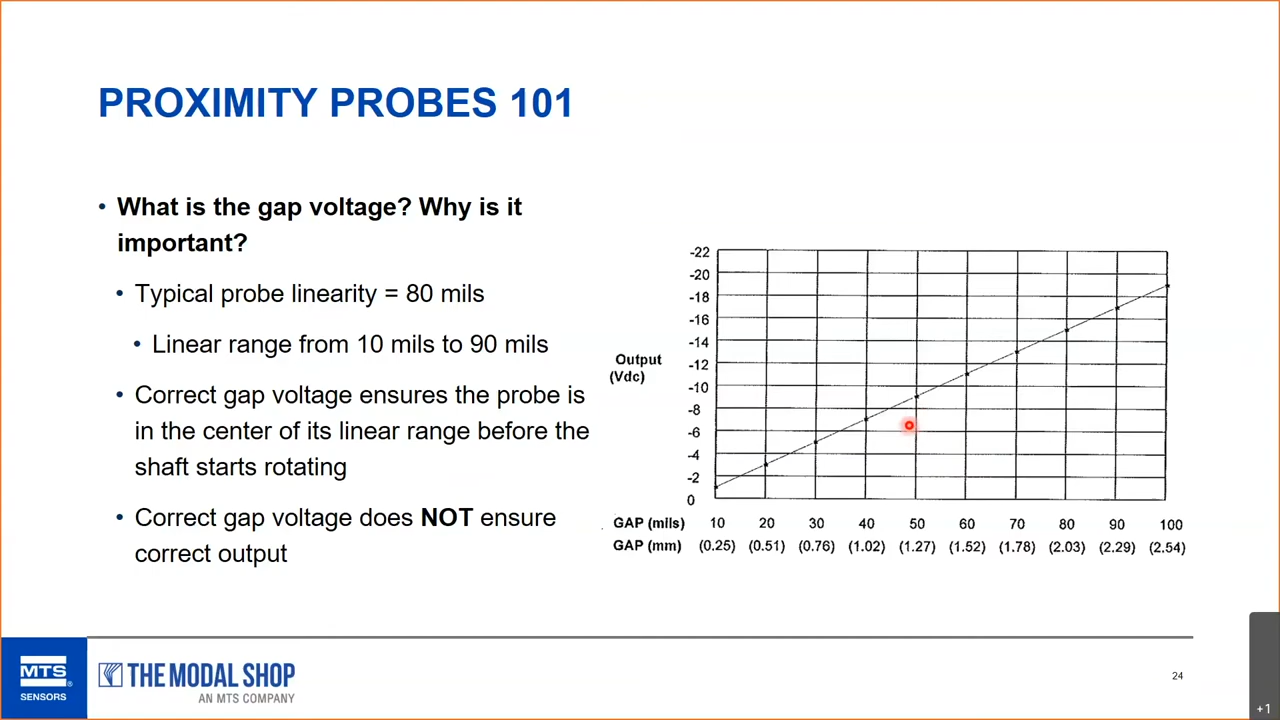 PROXIMITY PROBES 101
• What is the gap voltage? Why is it
important?
• Typical probe linearity = 80 mils
• Linear range from 10 mils to 90 mils
• Correct gap voltage ensures the probe is
in the center of its linear range before the
shaft starts rotating
• Correct gap voltage does NOT ensure
correct output
-22
-20
-18
-16
-14
-12
-10
-8
-6
-4
-2
0
Output
(Vdc)
GAP (mils) 10 20 30 40 50 60 70 80 90 100
GAP (mm) (0.25) (0.51) (0.76) (1.02) (1.27) (1.52) (1.78) (2.03) (2.29) (2.54)
MTS®
SENSORS
THE MODAL SHOP
AN MTS COMPANY
24
+1